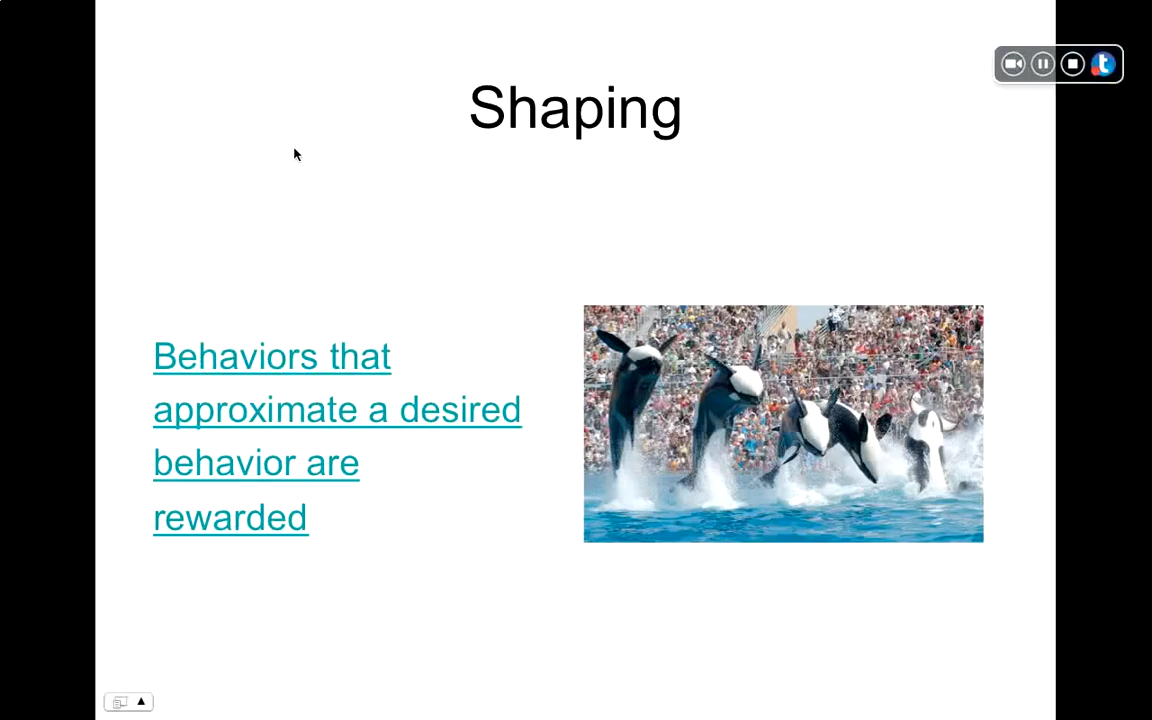 Shaping
Behaviors that
approximate a desired
behavior are
rewarded